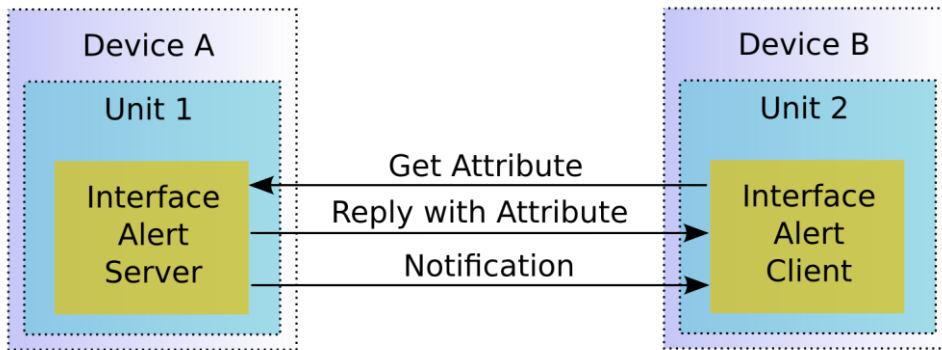 Device A
Unit 1
Interface
Alert
Server
Get Attribute
Reply with Attribute
Notification
Device B
Unit 2
Interface
Alert
Client